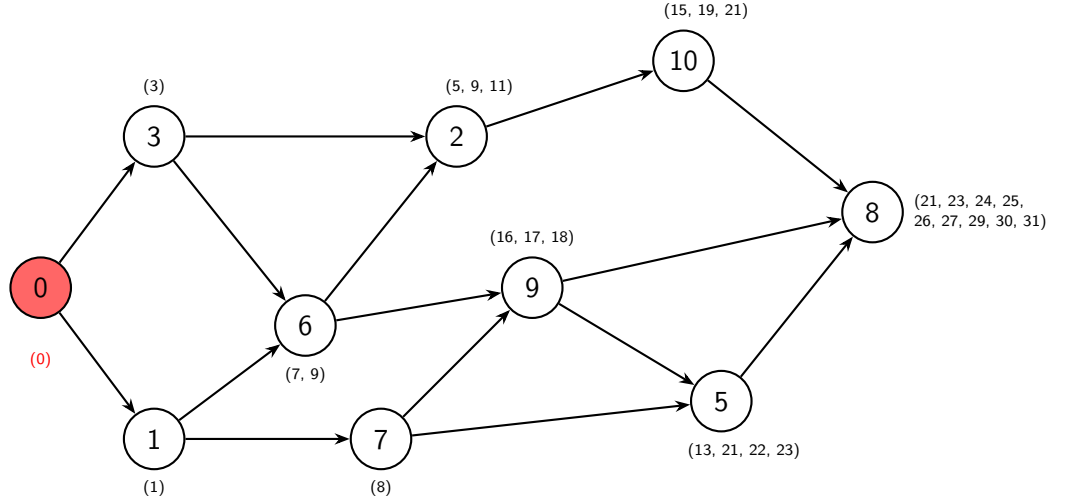 (15, 19, 21)
10
(3)
(5, 9, 11)
3
2
8
(21, 23, 24, 25,
26, 27, 29, 30, 31)
(16, 17, 18)
0
9
6
(0)
(7, 9)
5
1
7
(13, 21, 22, 23)
(1)
(8)